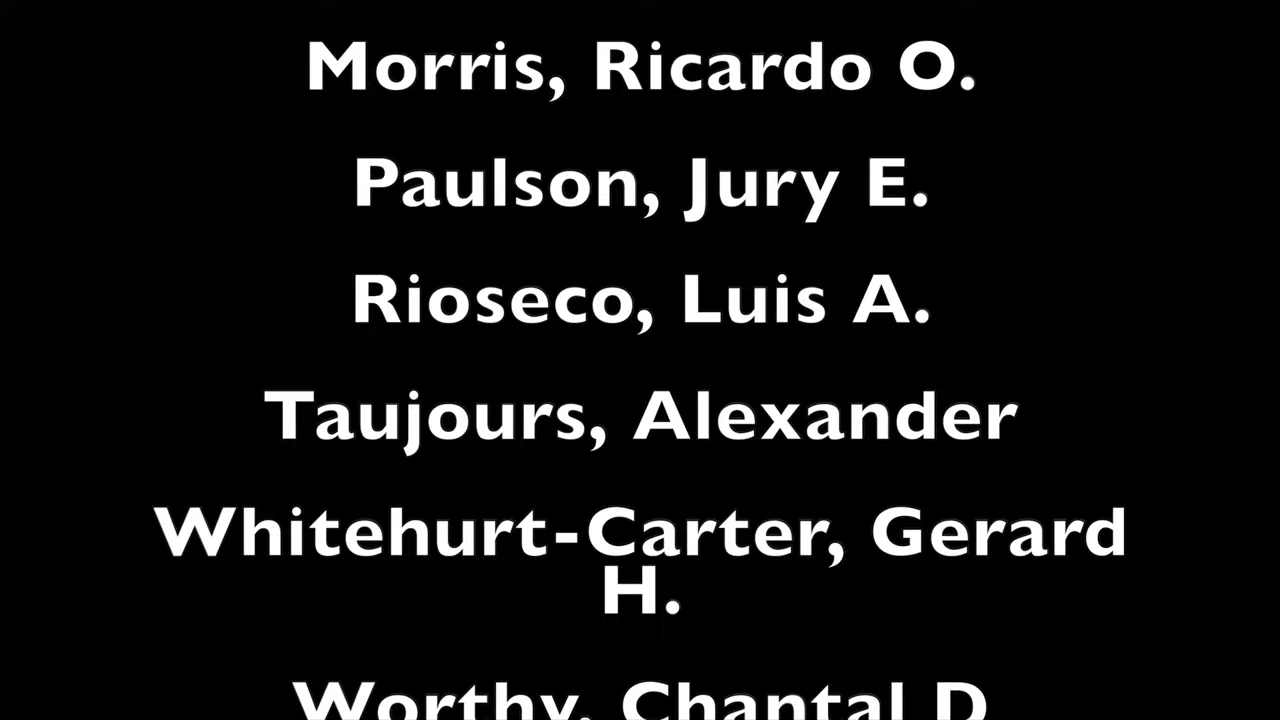 Morris, Ricardo O.
Paulson, Jury E.
Rioseco, Luis A.
Taujours, Alexander
Whitehurt-Carter, Gerard
H.
Worthy, Chantal D